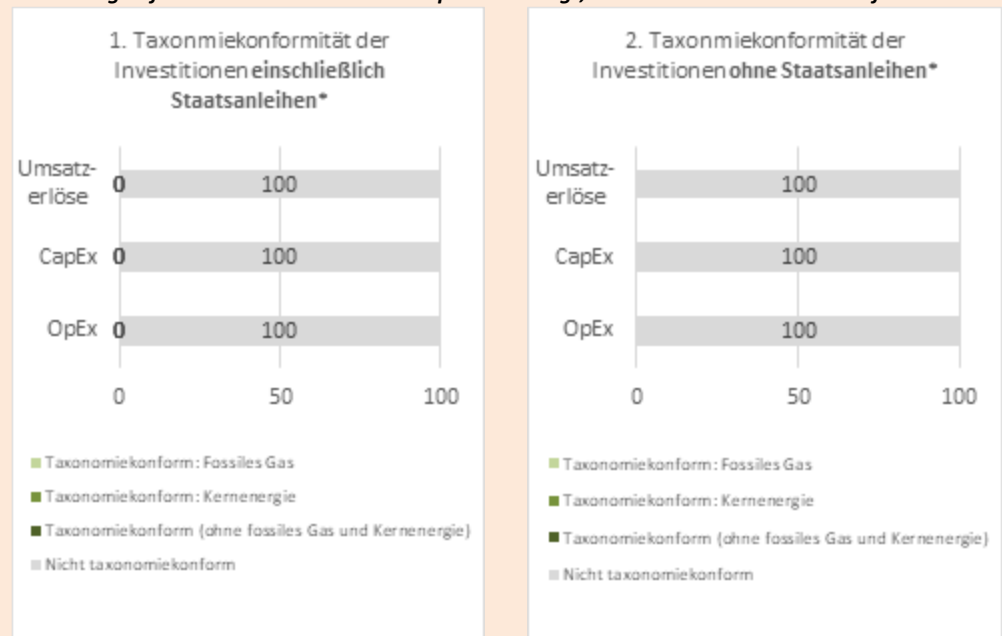 1. Taxonmiekonformität der
Investitionen einschließlich
Staatsanleihen*
Umsatz-
erlöse
0
100
CapEx
0
100
OpEx
0
100
0
50
100
Taxonomiekonform: Fossiles Gas
Taxonomiekonform: Kernenergie
Taxonomiekonform (ohne fossiles Gas und Kernenergie)
Nicht taxonomiekonform
2. Taxonmiekonformität der
Investitionen ohne Staatsanleihen*
Umsatz-
erlöse
100
CapEx
100
OpEx
100
0
50
100
Taxonomiekonform: Fossiles Gas
Taxonomiekonform: Kernenergie
Taxonomiekonform (ohne fossiles Gas und Kernenergie)
Nicht taxonomiekonform